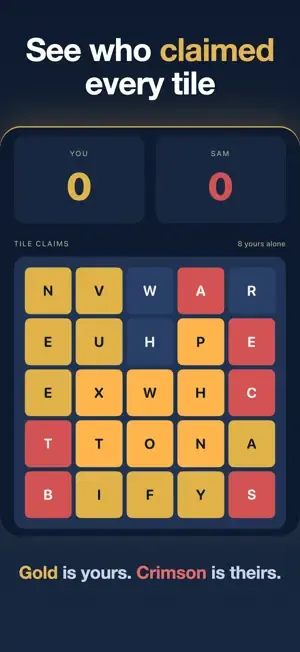 See who claimed
every tile
YOU
SAM
0
0
TILE CLAIMS
8 yours alone
N V W A R
E U H P E
E X W H C
T T O N A
B I F Y S
Gold is yours. Crimson is theirs.